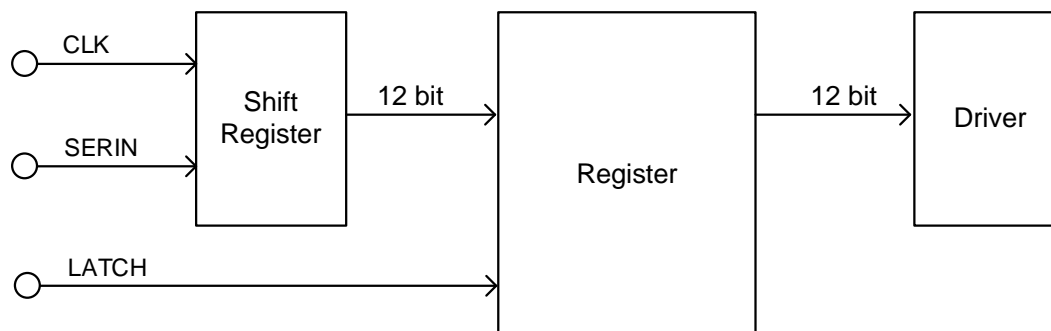 CLK
Shift
Register
SERIN
12 bit
Register
12 bit
Driver
LATCH